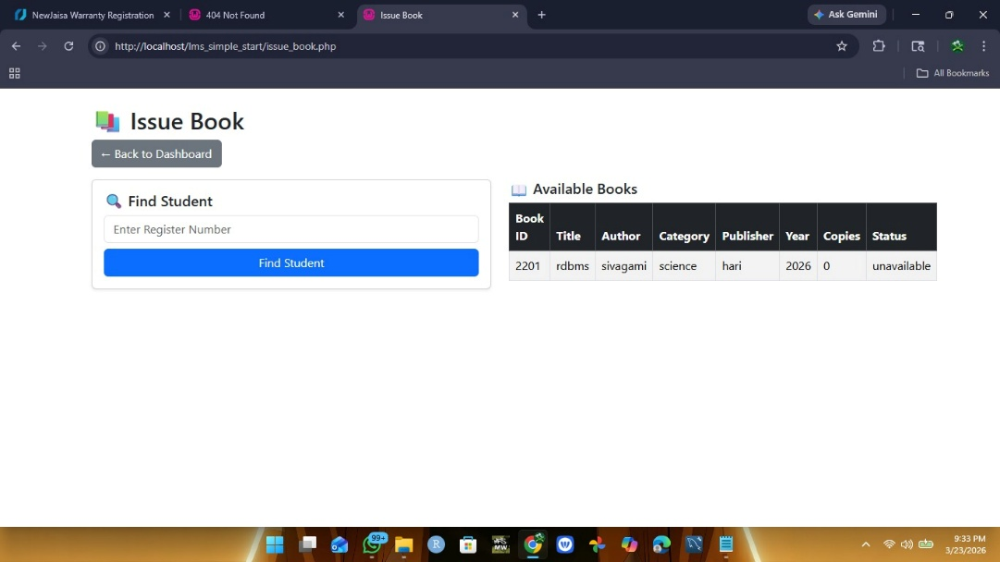 NewJaisa Warranty Registration
404 Not Found
Issue Book
Ask Gemini
http://localhost/lms_simple_start/issue_book.php
All Bookmarks
Issue Book
← Back to Dashboard
Find Student
Enter Register Number
Find Student
Available Books
Book ID Title Author Category Publisher Year Copies Status
2201 rdbms sivagami science hari 2026 0 unavailable
99+
R
W
9:33 PM
3/23/2026